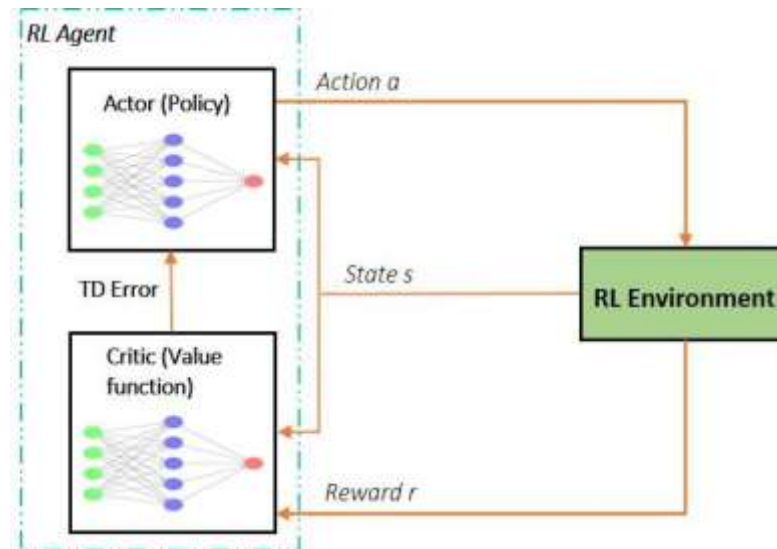 RL Agent
Actor (Policy)
Action a
TD Error
State s
RL Environment
Critic (Value
function)
Reward r